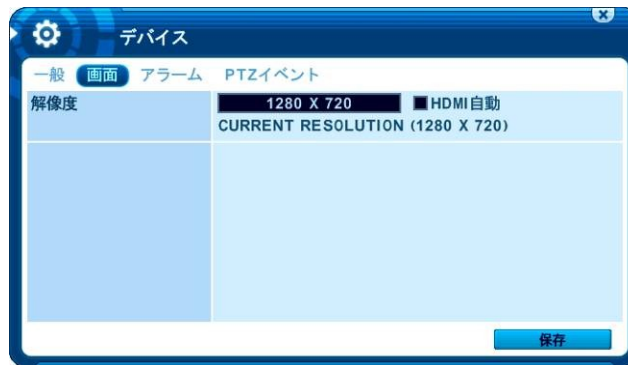 デバイス
一般 画面 アラーム PTZイベント
解像度 1280 X 720 HDMI自動
CURRENT RESOLUTION (1280 X 720)
保存